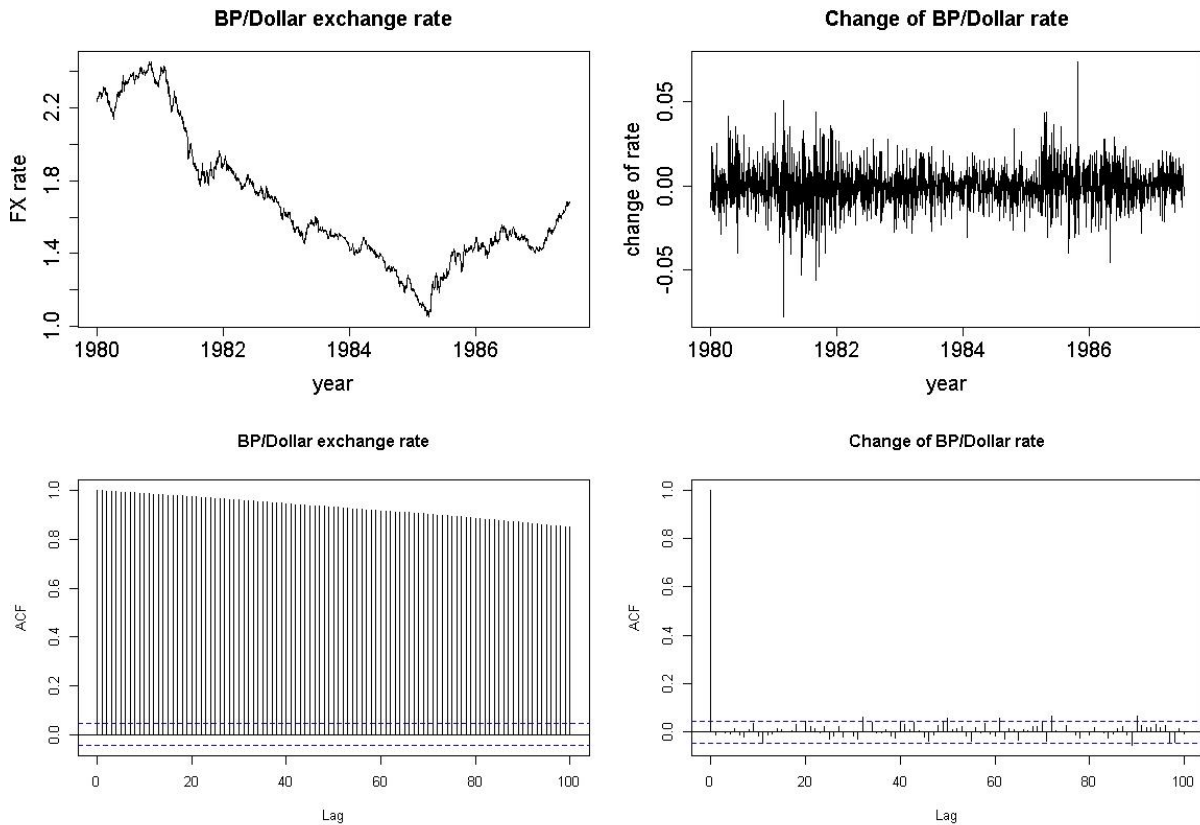 BP/Dollar exchange rate
FX rate
2.2
1.8
1.4
1.0
1980 1982 1984 1986
year
Change of BP/Dollar rate
change of rate
0.05
0.00
-0.05
1980 1982 1984 1986
year
BP/Dollar exchange rate
ACF
1.0
0.8
0.6
0.4
0.2
0.0
0 20 40 60 80 100
Lag
Change of BP/Dollar rate
ACF
1.0
0.8
0.6
0.4
0.2
0.0
0 20 40 60 80 100
Lag